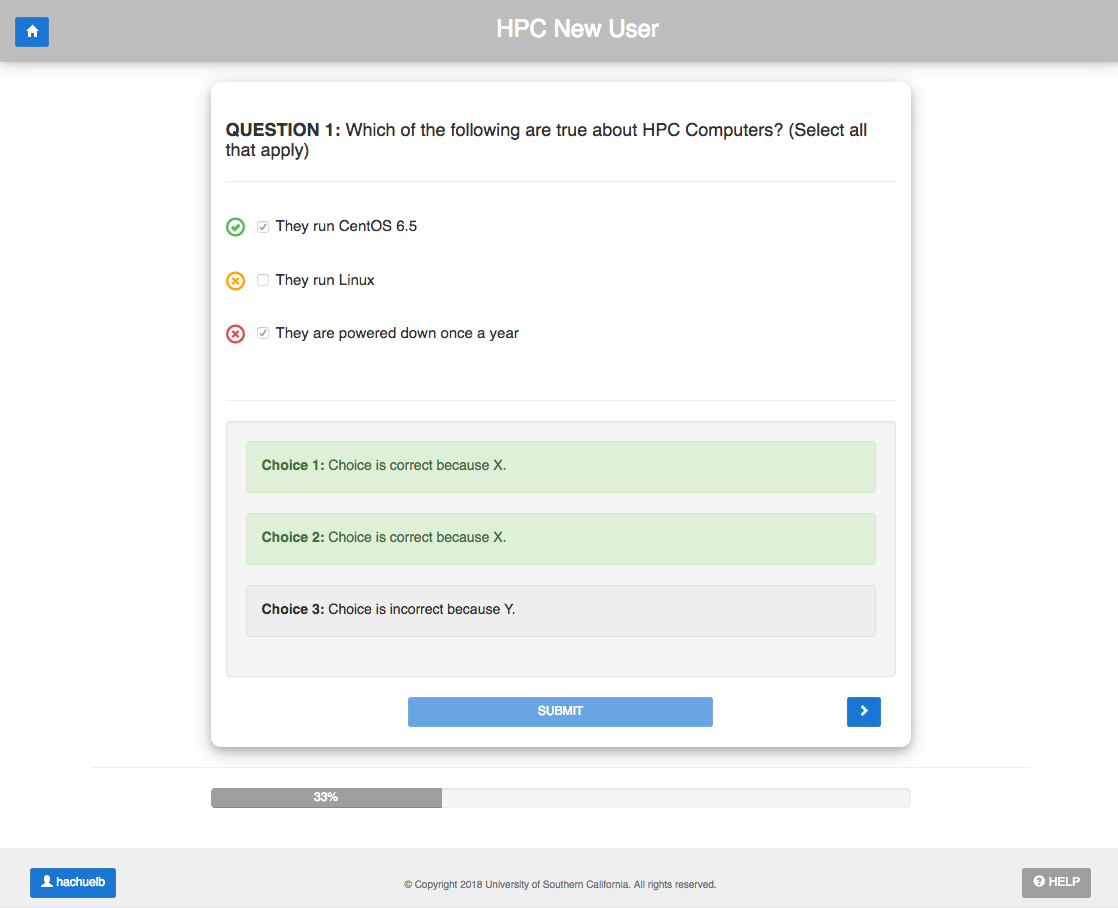 HPC New User
QUESTION 1: Which of the following are true about HPC Computers? (Select all
that apply)
They run CentOS 6.5
They run Linux
They are powered down once a year
Choice 1: Choice is correct because X.
Choice 2: Choice is correct because X.
Choice 3: Choice is incorrect because Y.
SUBMIT
33%
hachuelb
© Copyright 2018 University of Southern California. All rights reserved.
HELP